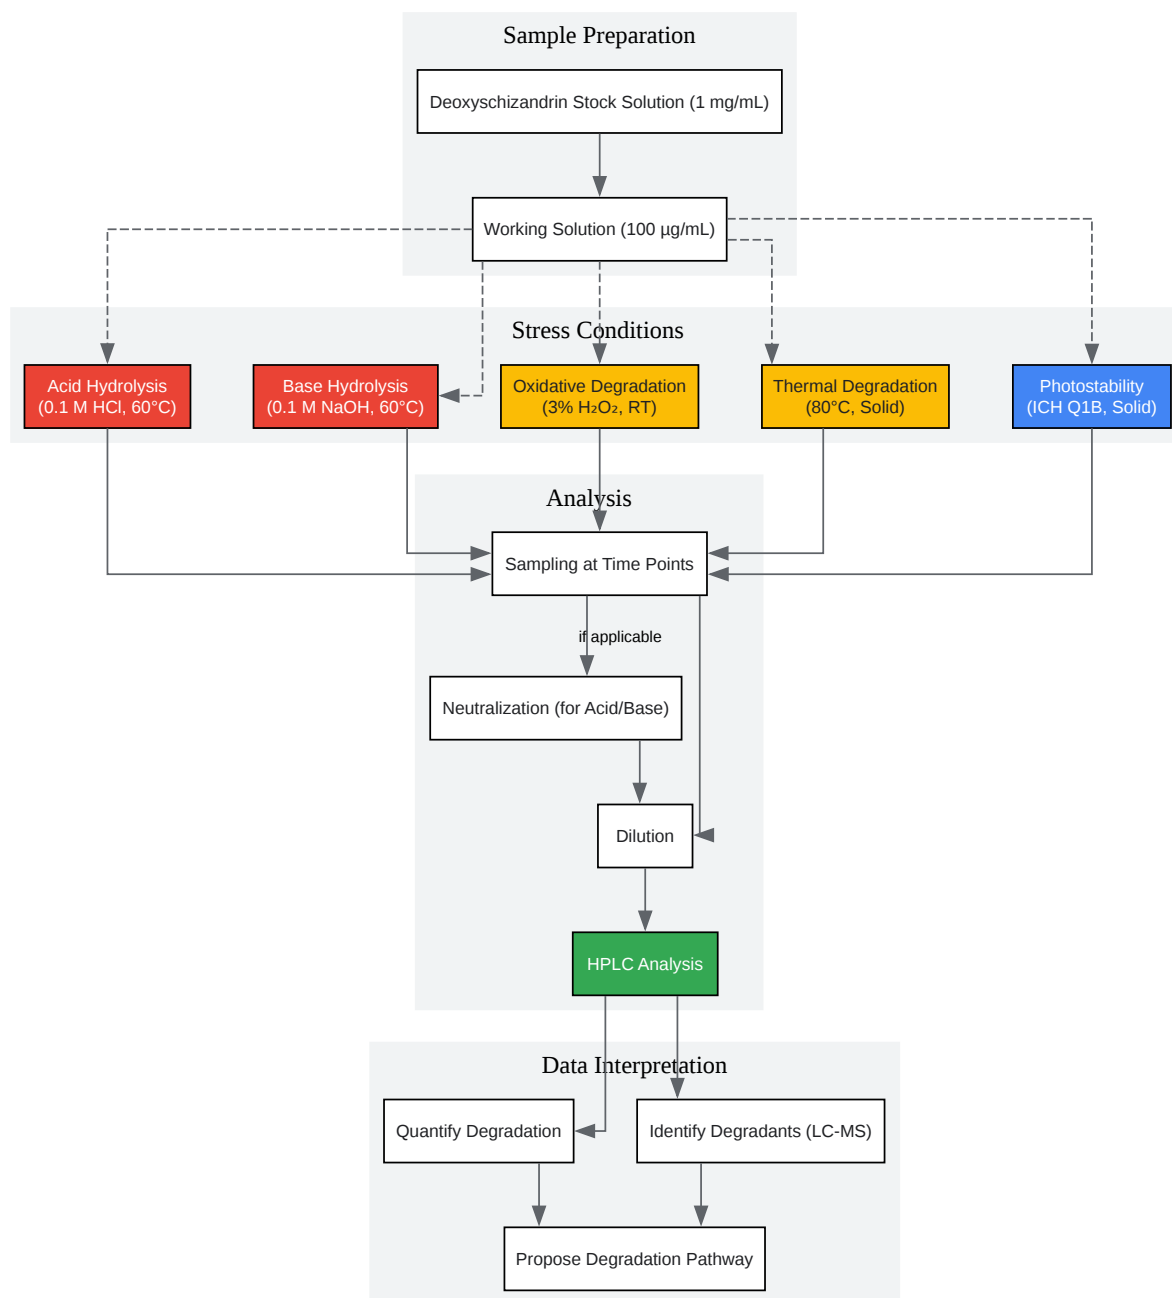 Sample Preparation
Deoxyschizandrin Stock Solution (1 mg/mL)
Working Solution (100 µg/mL)
Stress Conditions
Acid Hydrolysis
(0.1 M HCl, 60°C)
Base Hydrolysis
(0.1 M NaOH, 60°C)
Oxidative Degradation
(3% H₂O₂, RT)
Thermal Degradation
(80°C, Solid)
Photostability
(ICH Q1B, Solid)
Analysis
Sampling at Time Points
if applicable
Neutralization (for Acid/Base)
Dilution
HPLC Analysis
Data Interpretation
Quantify Degradation
Identify Degradants (LC-MS)
Propose Degradation Pathway